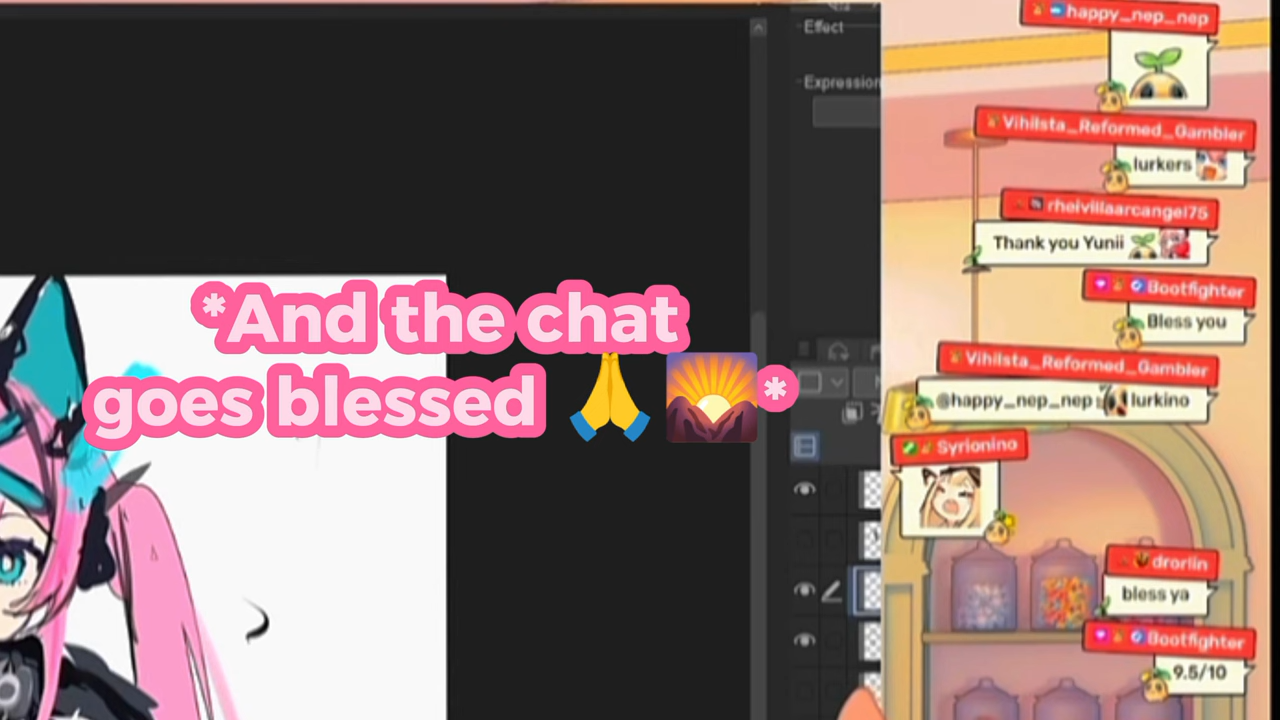 Effect
Expression
*And the chat
goes blessed 🙏 🌄*
happy_nep_nep
Vihilsta_Reformed_Gambler
lurkers
rheivillaarcangel75
Thank you Yunii
Bootfighter
Bless you
Vihilsta_Reformed_Gambler
@happy_nep_nep lurkino
Syrionino
drorlin
bless ya
Bootfighter
9.5/10